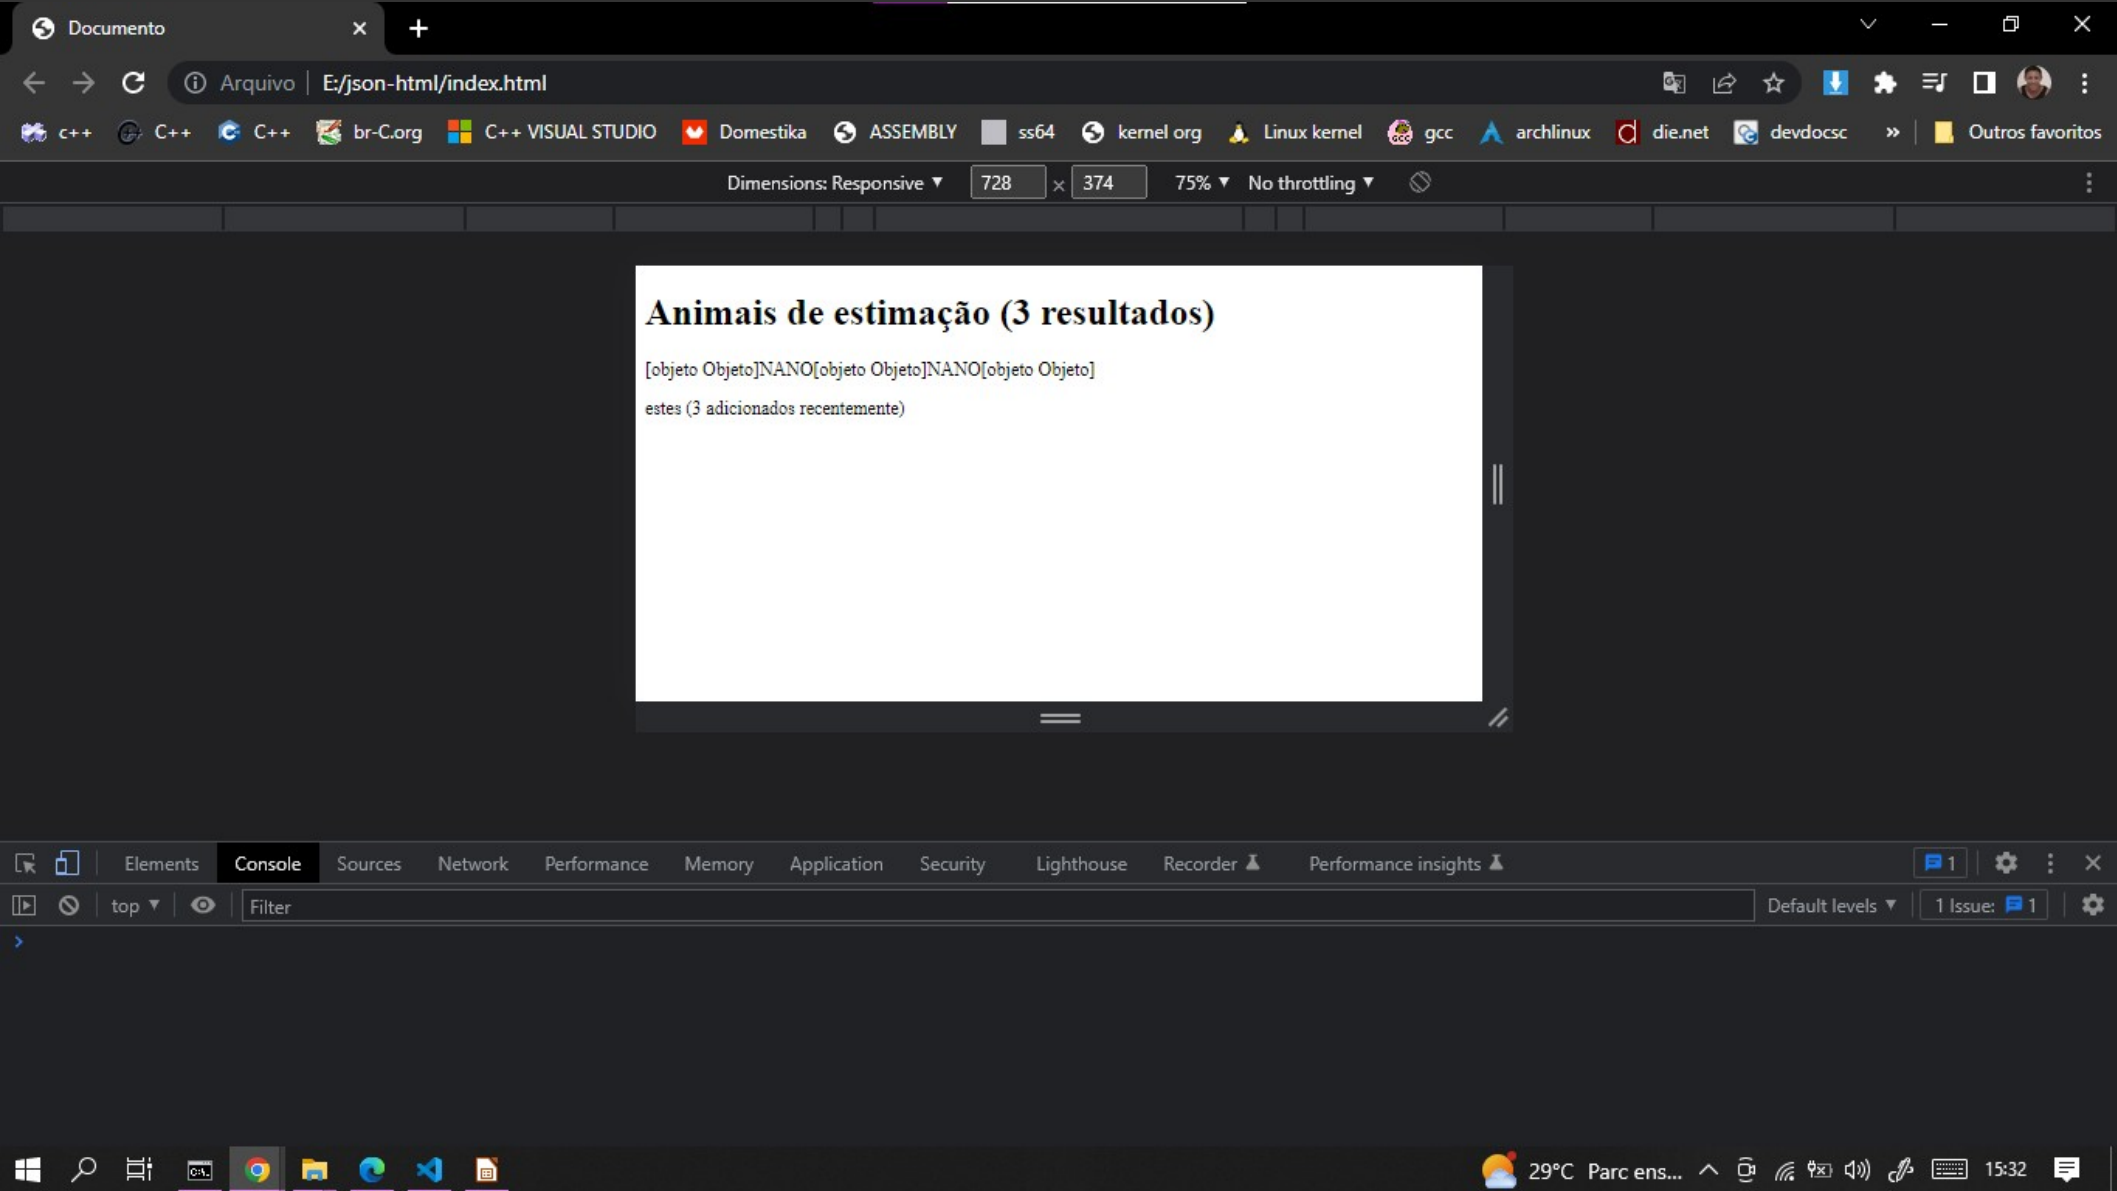 Documento
Arquivo E:/json-html/index.html
c++ C++ C++ br-C.org C++ VISUAL STUDIO Domestika ASSEMBLY ss64 kernel org Linux kernel gcc archlinux die.net devdocsc » Outros favoritos
Dimensions: Responsive 728 × 374 75% No throttling
Animais de estimação (3 resultados)
[objeto Objeto]NANO[objeto Objeto]NANO[objeto Objeto]
estes (3 adicionados recentemente)
Elements Console Sources Network Performance Memory Application Security Lighthouse Recorder Performance insights 1
top Filter Default levels 1 Issue: 1
29°C Parc ens... 15:32